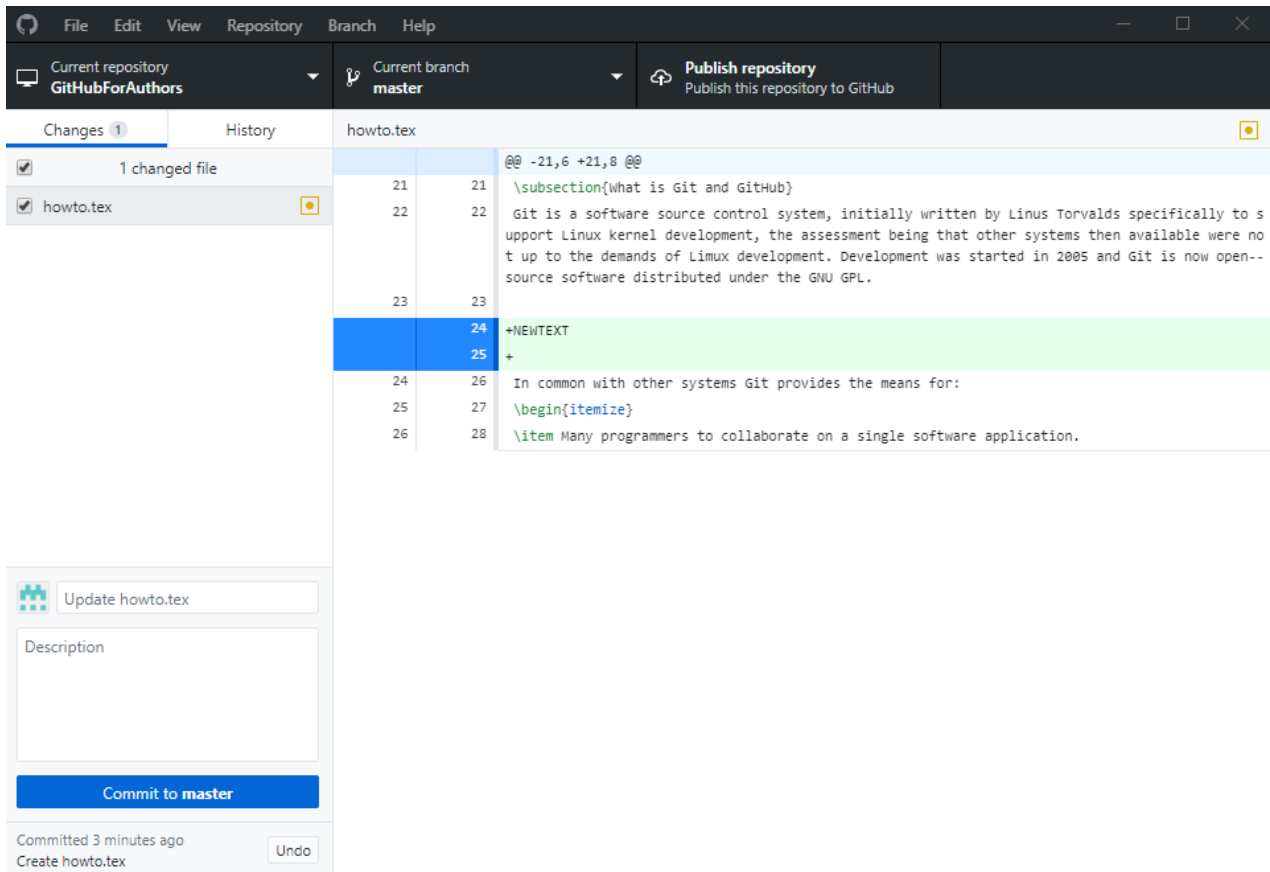 File Edit View Repository Branch Help
Current repository
GitHubForAuthors
Current branch
master
Publish repository
Publish this repository to GitHub
Changes 1 History
howto.tex
1 changed file
howto.tex
@@ -21,6 +21,8 @@
21 21 \subsection{What is Git and GitHub}
22 22 Git is a software source control system, initially written by Linus Torvalds specifically to s
upport Linux kernel development, the assessment being that other systems then available were no
t up to the demands of Limux development. Development was started in 2005 and Git is now open--
source software distributed under the GNU GPL.
23 23
24 +NEWTEXT
25 +
24 26 In common with other systems Git provides the means for:
25 27 \begin{itemize}
26 28 \item Many programmers to collaborate on a single software application.
Update howto.tex
Description
Commit to master
Committed 3 minutes ago
Create howto.tex
Undo